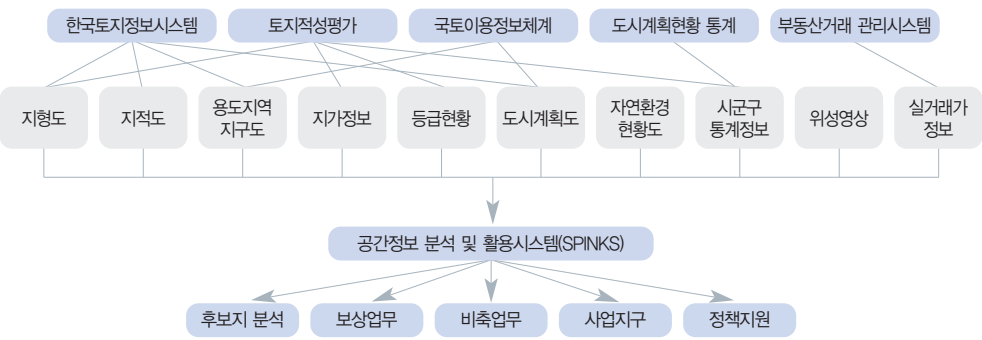 한국토지정보시스템
토지적성평가
국토이용정보체계
도시계획현황 통계
부동산거래 관리시스템
지형도
지적도
용도지역
지구도
지가정보
등급현황
도시계획도
자연환경
현황도
시군구
통계정보
위성영상
실거래가
정보
공간정보 분석 및 활용시스템(SPINKS)
후보지 분석
보상업무
비축업무
사업지구
정책지원